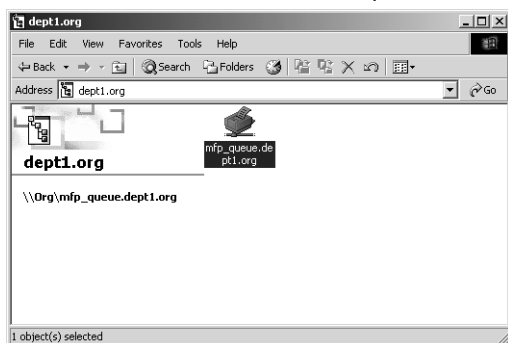 dept1.org
File Edit View Favorites Tools Help
Back Search Folders
Address dept1.org Go
mfp_queue.de
pt1.org
dept1.org
\\Org\mfp_queue.dept1.org
1 object(s) selected